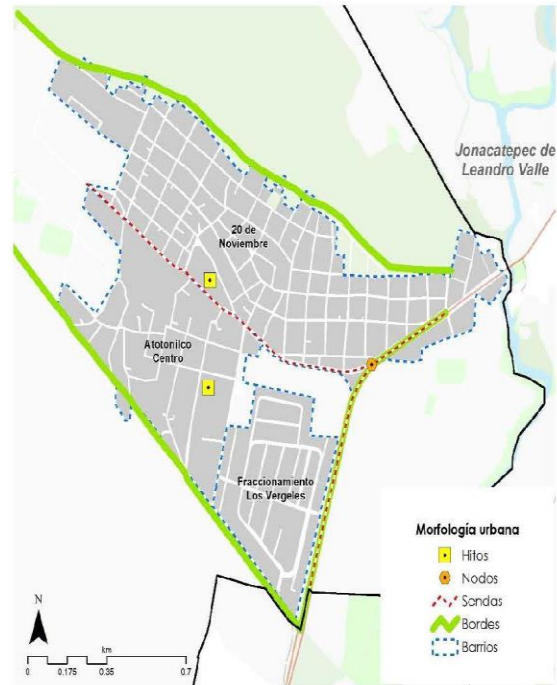 Jonacatepec de
Leandro Valle
20 de
Noviembre
Atotonilco
Centro
Fraccionamiento
Los Vergeles
Morfología urbana
Hitos
Nodos
Sendas
Bordes
Barrios
N
km
0 0.175 0.35 0.7